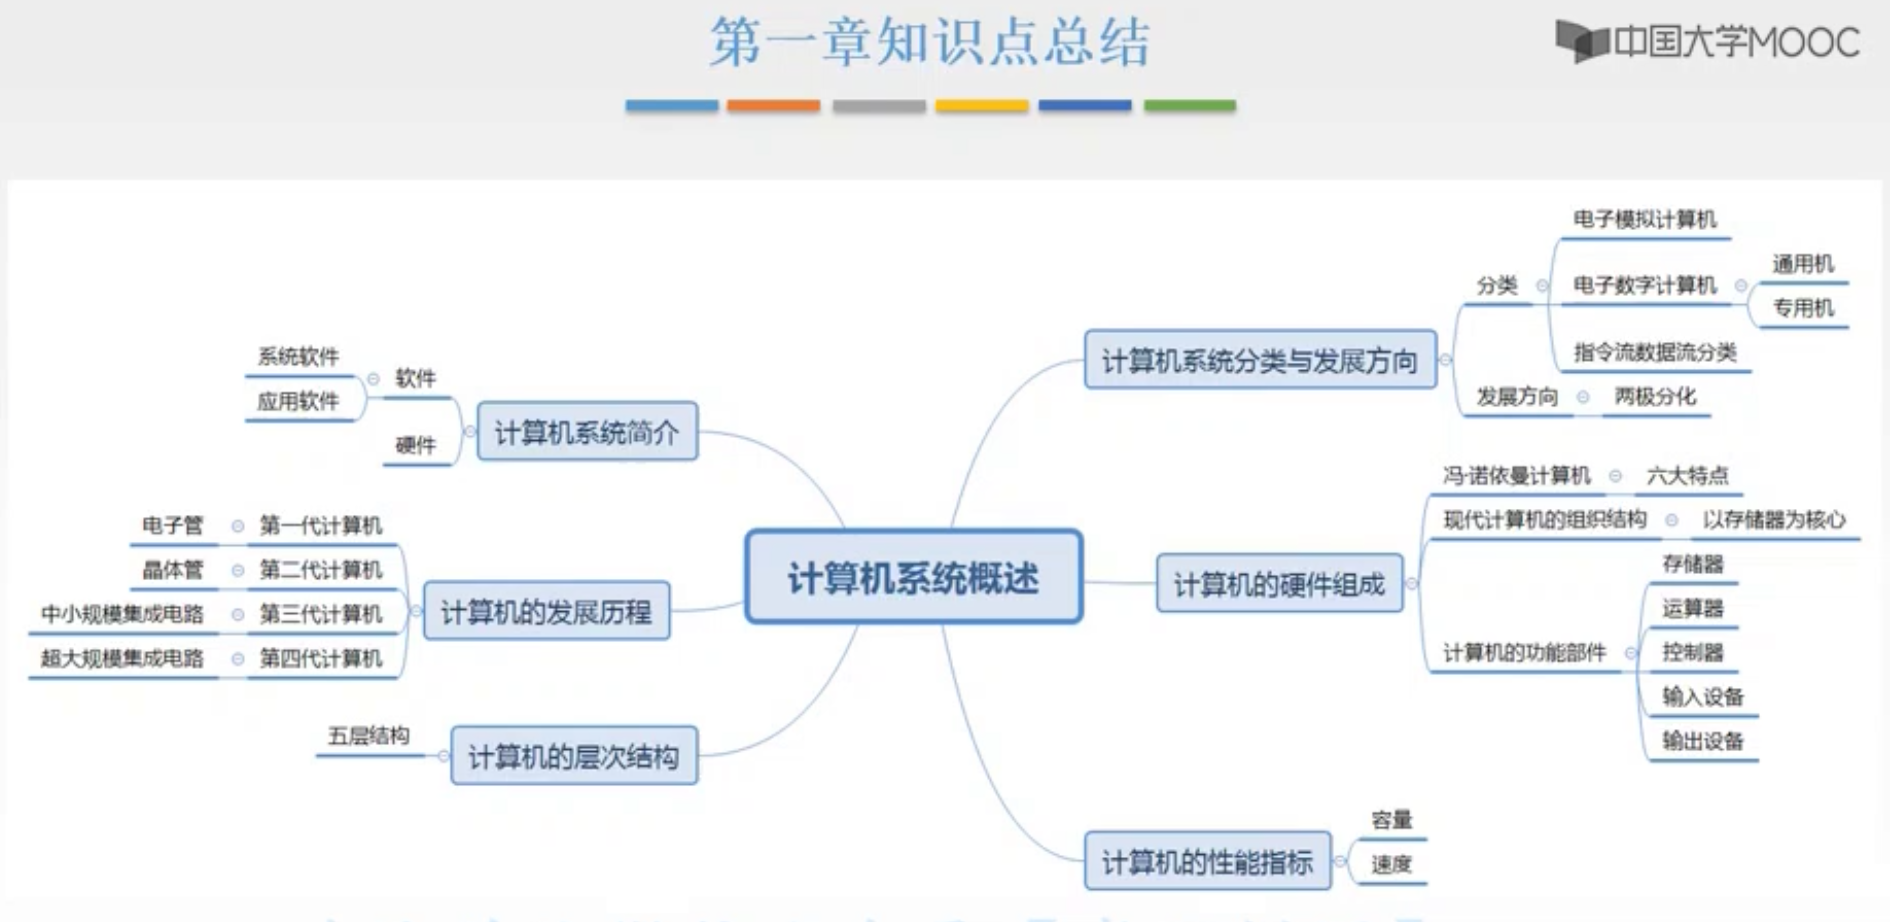 第一章知识点总结
中国大学MOOC
计算机系统概述
计算机系统简介
软件
系统软件
应用软件
硬件
计算机的发展历程
第一代计算机
电子管
第二代计算机
晶体管
第三代计算机
中小规模集成电路
第四代计算机
超大规模集成电路
计算机的层次结构
五层结构
计算机系统分类与发展方向
分类
电子模拟计算机
电子数字计算机
通用机
专用机
指令流数据流分类
发展方向
两极分化
计算机的硬件组成
冯·诺依曼计算机
六大特点
现代计算机的组织结构
以存储器为核心
计算机的功能部件
存储器
运算器
控制器
输入设备
输出设备
计算机的性能指标
容量
速度